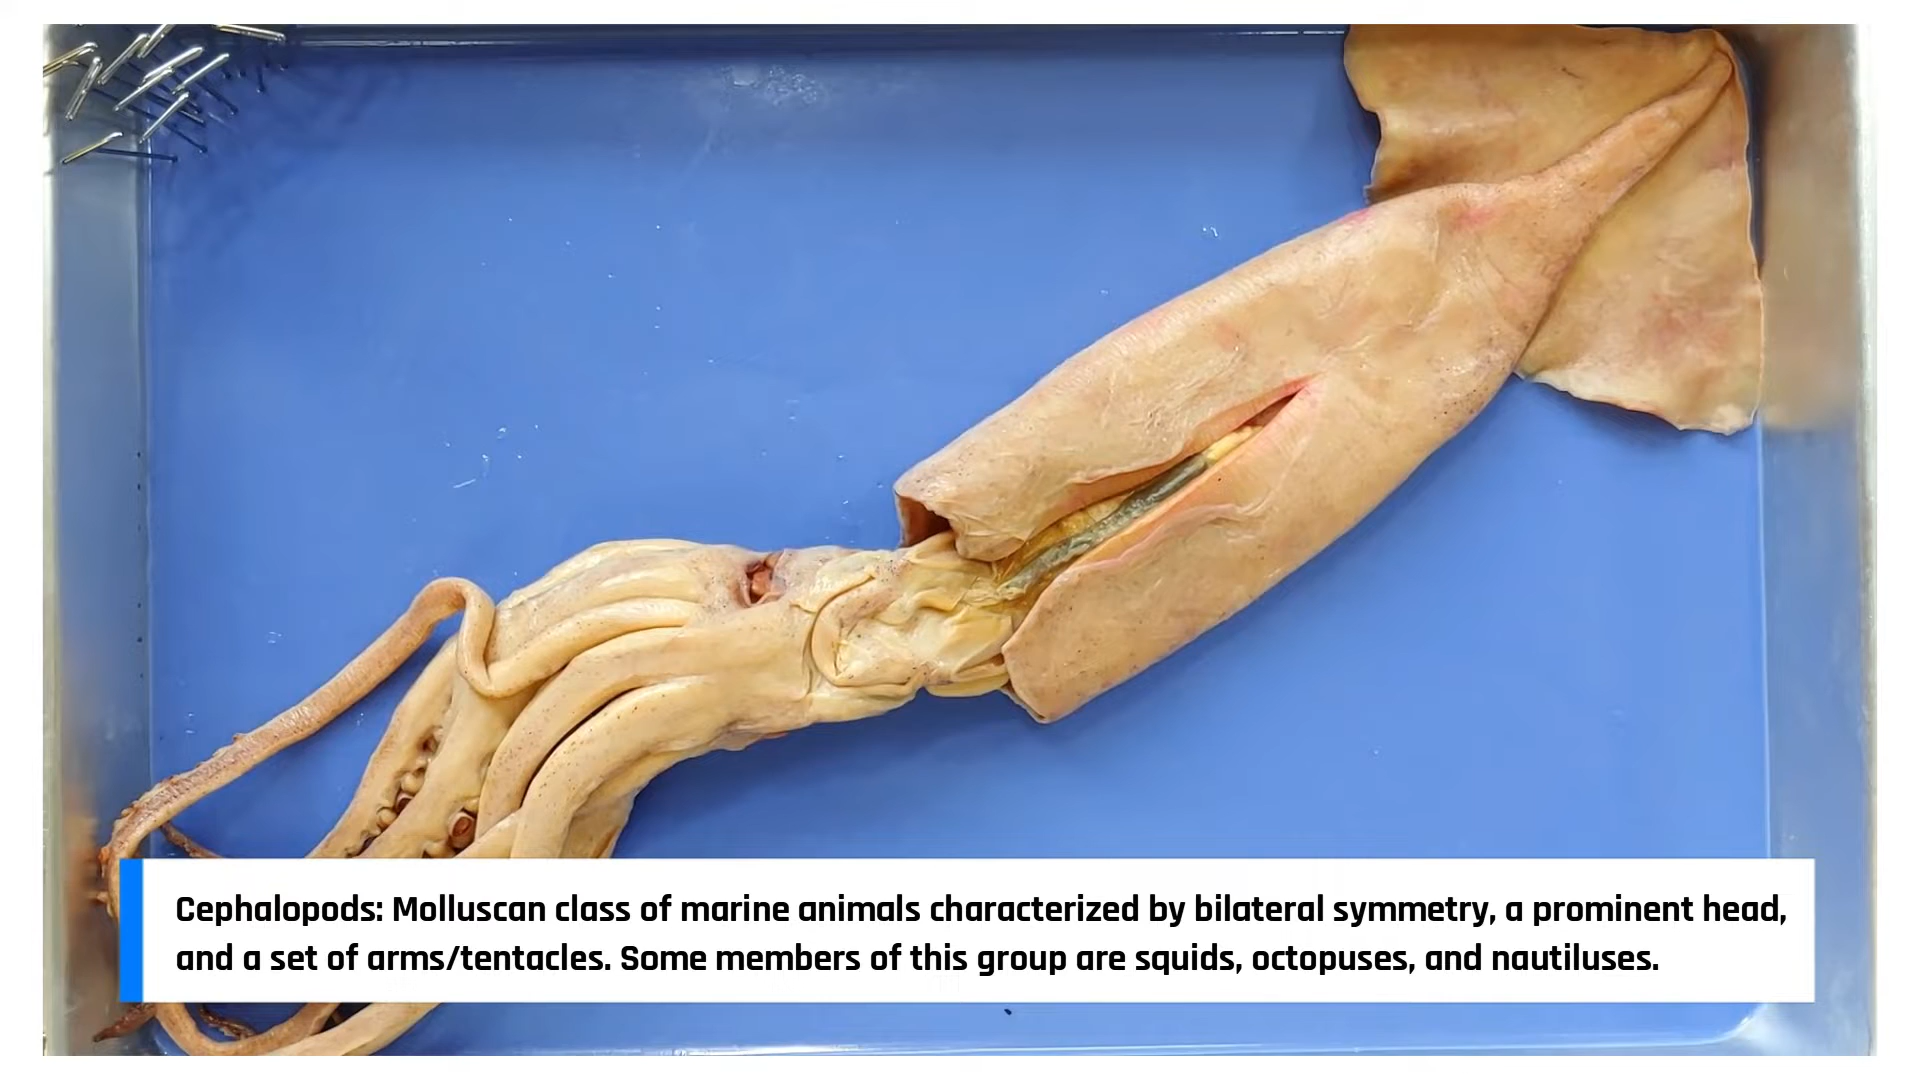 Cephalopods: Molluscan class of marine animals characterized by bilateral symmetry, a prominent head,
and a set of arms/tentacles. Some members of this group are squids, octopuses, and nautiluses.